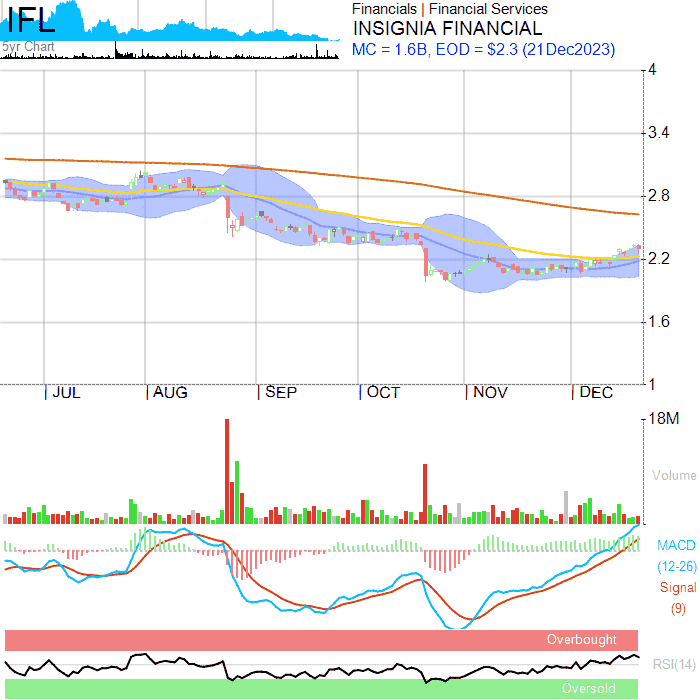 IFL
5yr Chart
Financials | Financial Services
INSIGNIA FINANCIAL
MC = 1.6B, EOD = $2.3 (21Dec2023)
4
3.4
2.8
2.2
1.6
1
JUL
AUG
SEP
OCT
NOV
DEC
18M
Volume
MACD
(12-26)
Signal
(9)
Overbought
RSI(14)
Oversold